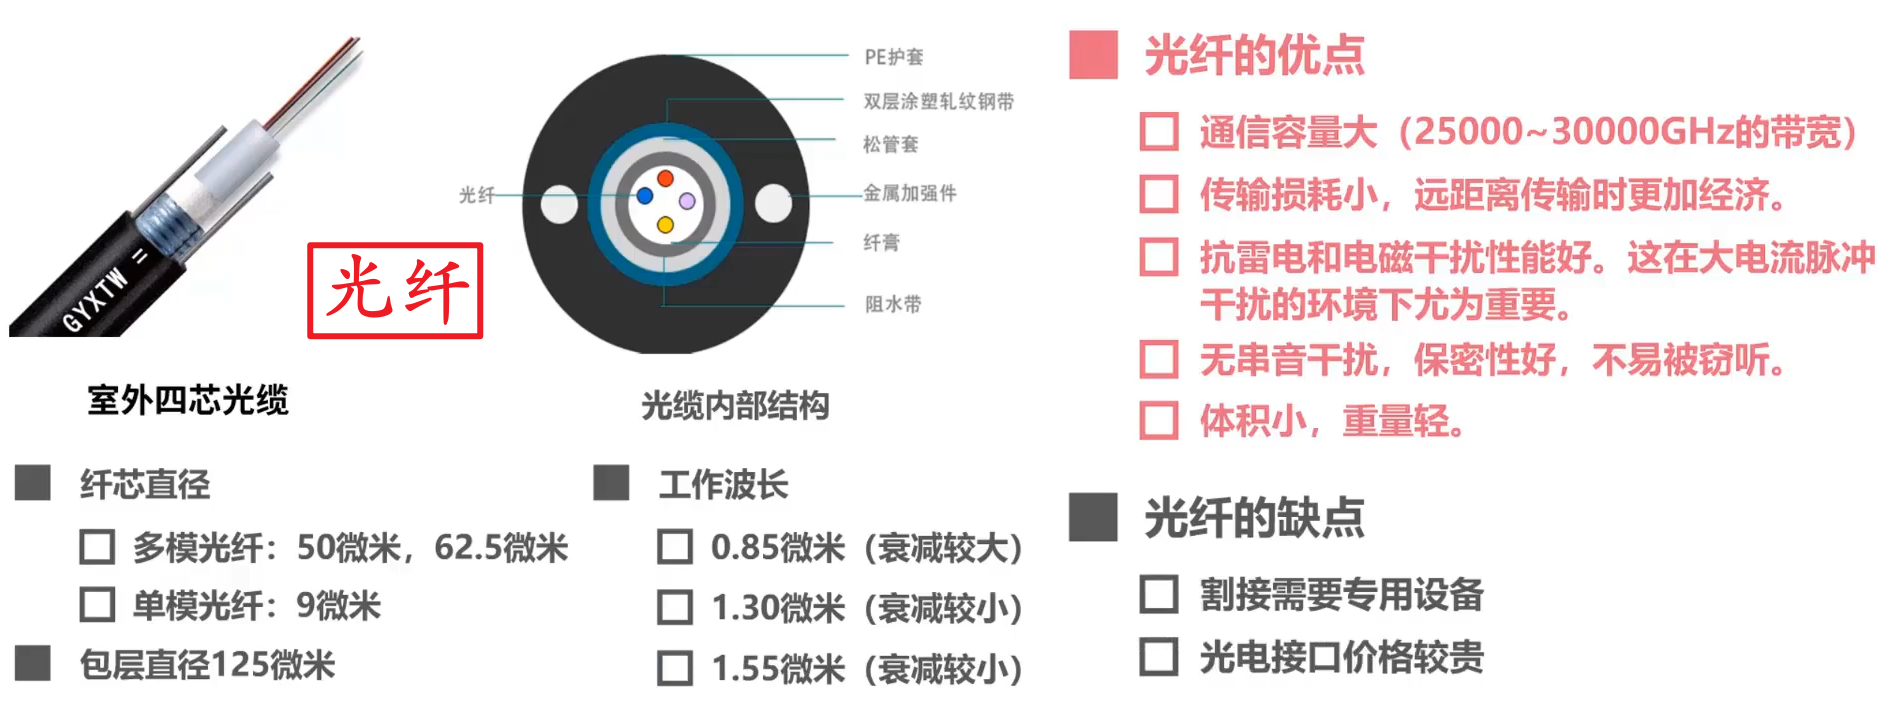 GYXTW =
光纤
室外四芯光缆
PE护套
双层涂塑轧纹钢带
松管套
光纤
金属加强件
纤膏
阻水带
光缆内部结构
纤芯直径
多模光纤：50微米，62.5微米
单模光纤：9微米
包层直径125微米
工作波长
0.85微米（衰减较大）
1.30微米（衰减较小）
1.55微米（衰减较小）
光纤的优点
通信容量大（25000~30000GHz的带宽）
传输损耗小，远距离传输时更加经济。
抗雷电和电磁干扰性能好。这在大电流脉冲
干扰的环境下尤为重要。
无串音干扰，保密性好，不易被窃听。
体积小，重量轻。
光纤的缺点
割接需要专用设备
光电接口价格较贵